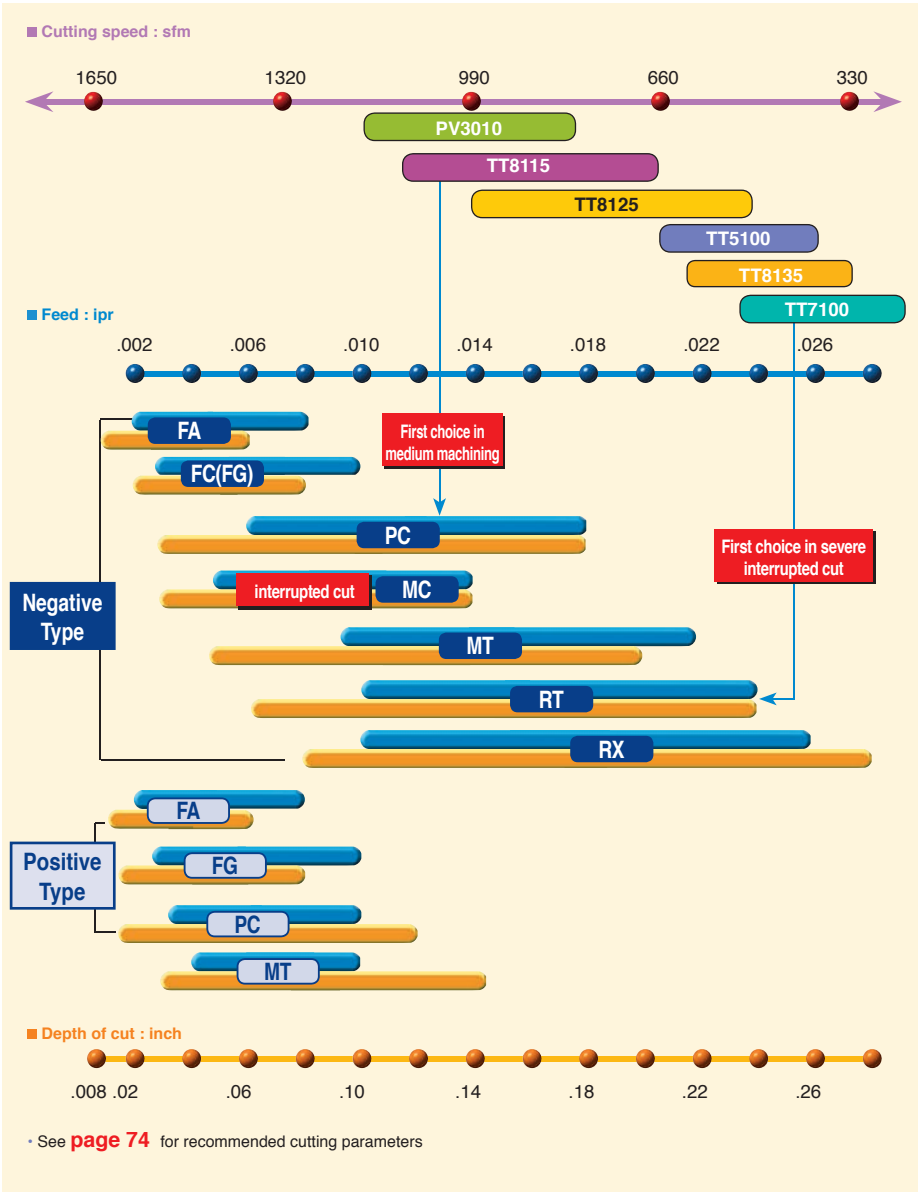 Cutting speed : sfm
1650 1320 990 660 330
PV3010
TT8115
TT8125
TT5100
TT8135
TT7100
Feed : ipr
.002 .006 .010 .014 .018 .022 .026
FA
First choice in
medium machining
FC(FG)
PC
First choice in severe
interrupted cut
interrupted cut
MC
Negative
Type
MT
RT
RX
FA
Positive
Type
FG
PC
MT
Depth of cut : inch
.008 .02 .06 .10 .14 .18 .22 .26
· See page 74 for recommended cutting parameters